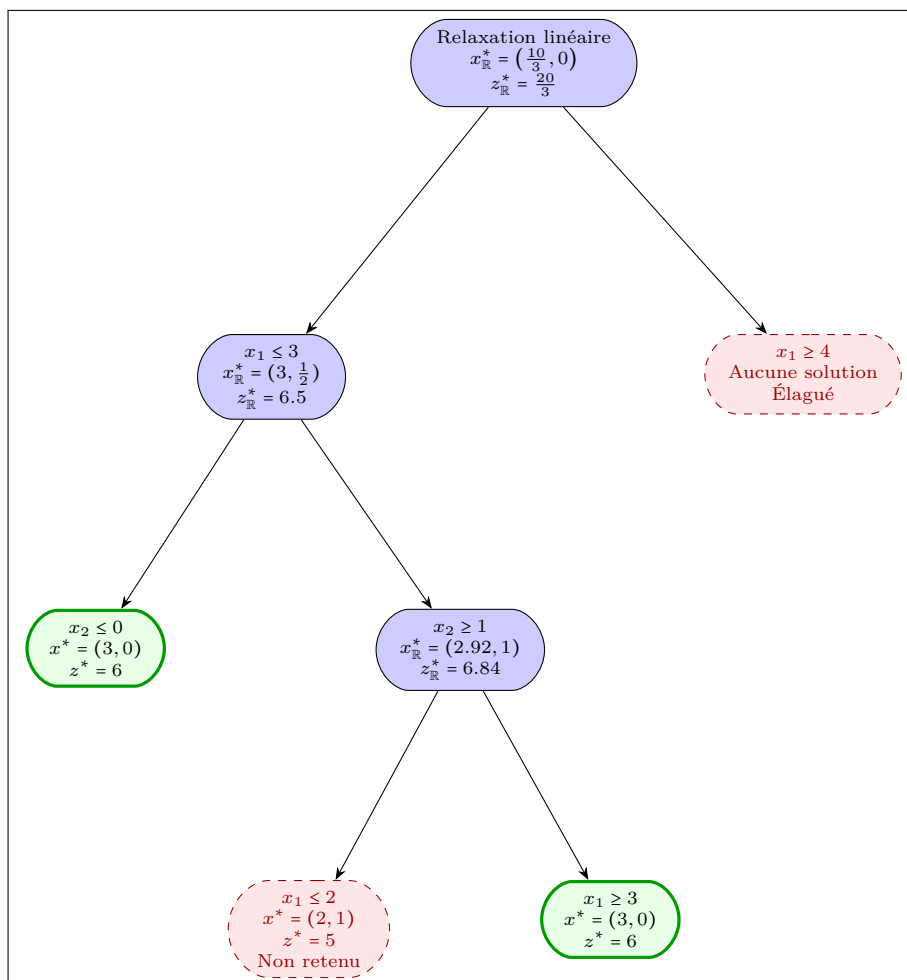 Relaxation linéaire
x*_ℝ = (10/3, 0)
z*_ℝ = 20/3
x₁ ≤ 3
x*_ℝ = (3, 1/2)
z*_ℝ = 6.5
x₁ ≥ 4
Aucune solution
Élagué
x₂ ≤ 0
x* = (3, 0)
z* = 6
x₂ ≥ 1
x*_ℝ = (2.92, 1)
z*_ℝ = 6.84
x₁ ≤ 2
x* = (2, 1)
z* = 5
Non retenu
x₁ ≥ 3
x* = (3, 0)
z* = 6